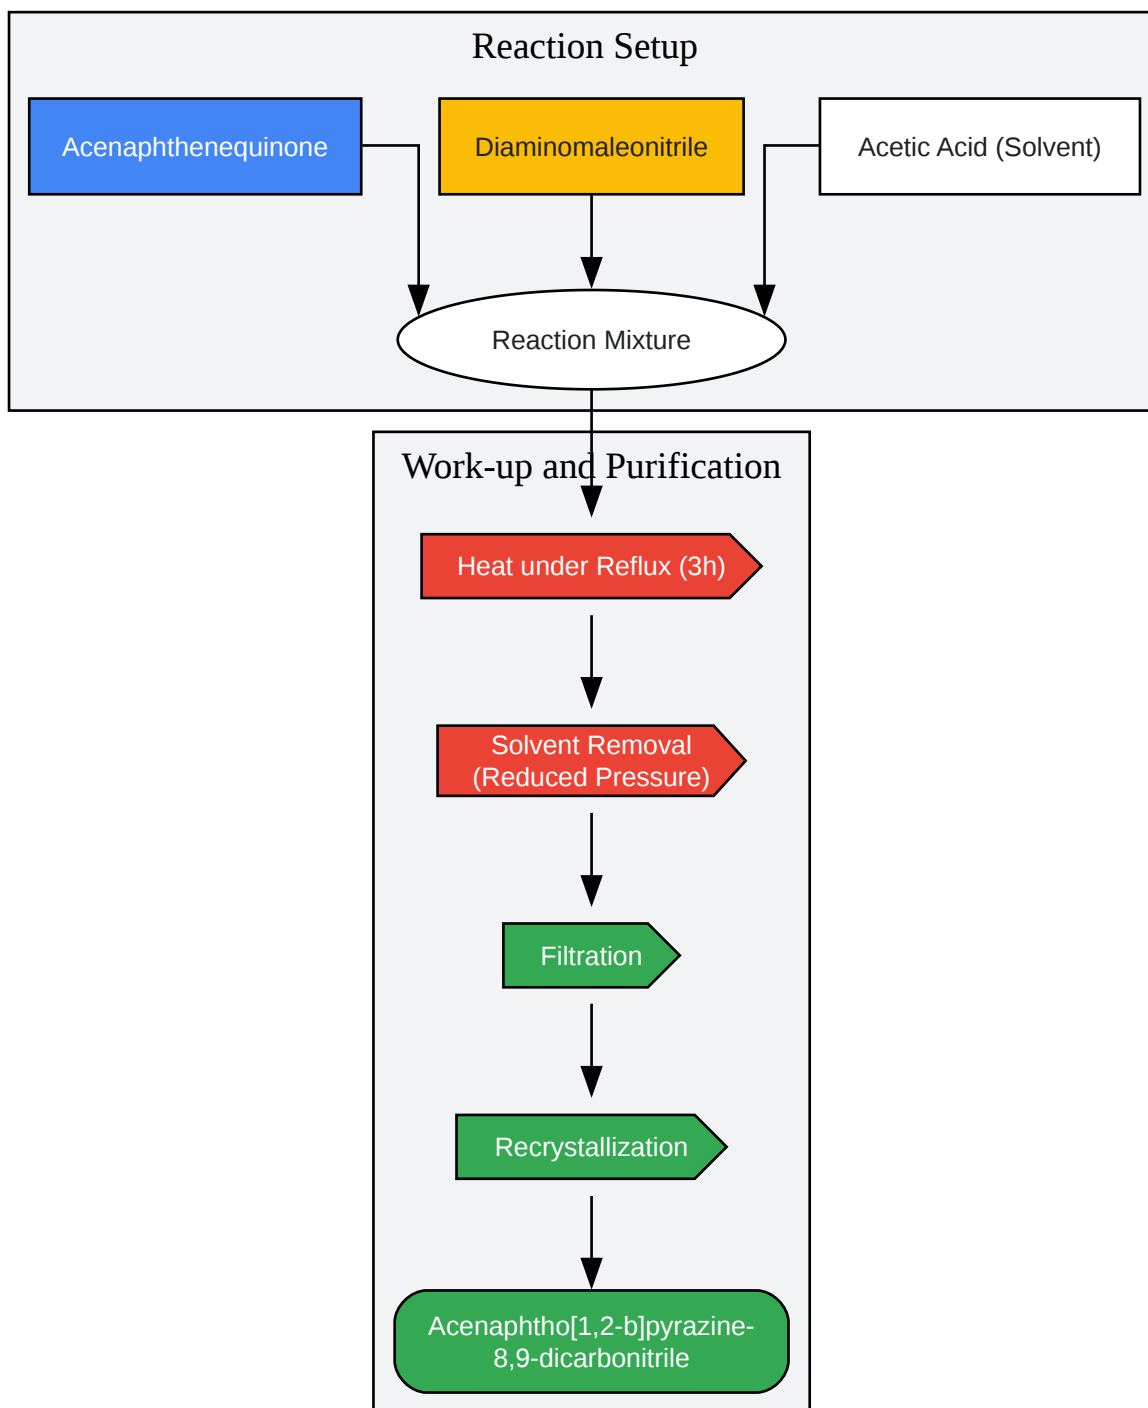 Reaction Setup
Acenaphthenequinone
Diaminomaleonitrile
Acetic Acid (Solvent)
Reaction Mixture
Work-up and Purification
Heat under Reflux (3h)
Solvent Removal
(Reduced Pressure)
Filtration
Recrystallization
Acenaphtho[1,2-b]pyrazine-
8,9-dicarbonitrile